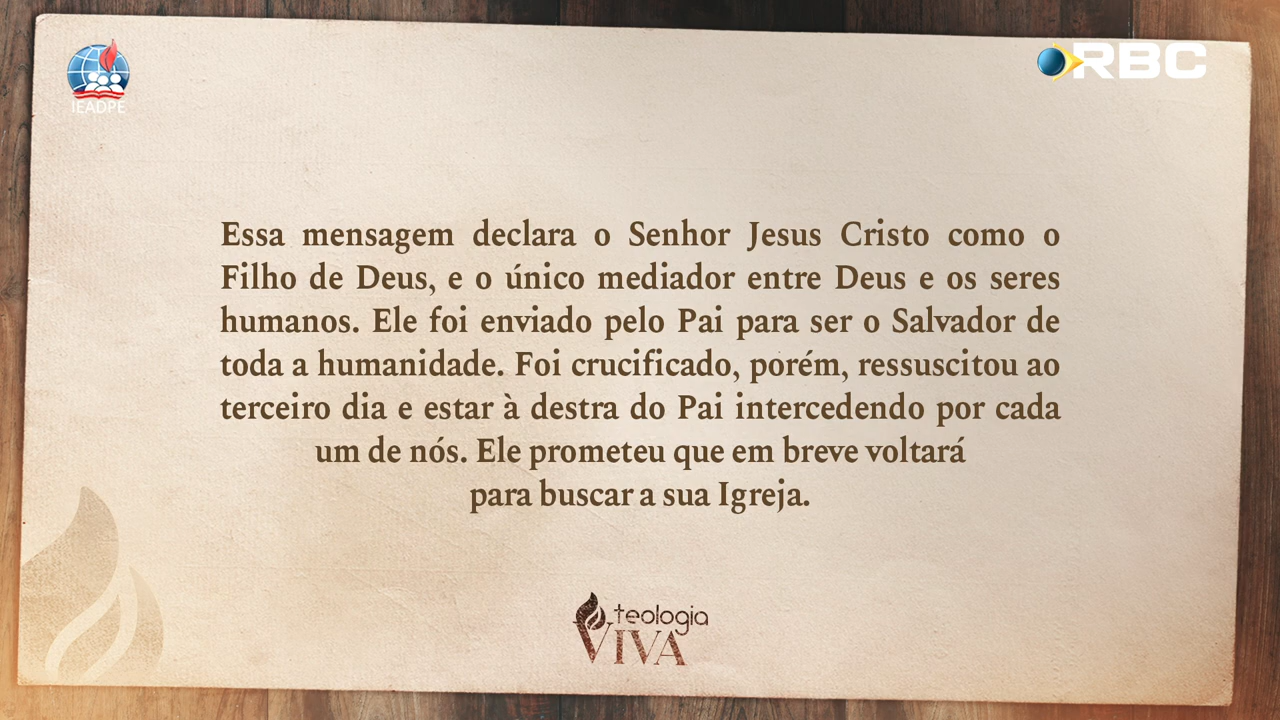 IEADPE
RBC
Essa mensagem declara o Senhor Jesus Cristo como o
Filho de Deus, e o único mediador entre Deus e os seres
humanos. Ele foi enviado pelo Pai para ser o Salvador de
toda a humanidade. Foi crucificado, porém, ressuscitou ao
terceiro dia e estar à destra do Pai intercedendo por cada
um de nós. Ele prometeu que em breve voltará
para buscar a sua Igreja.
teologia
VIVA